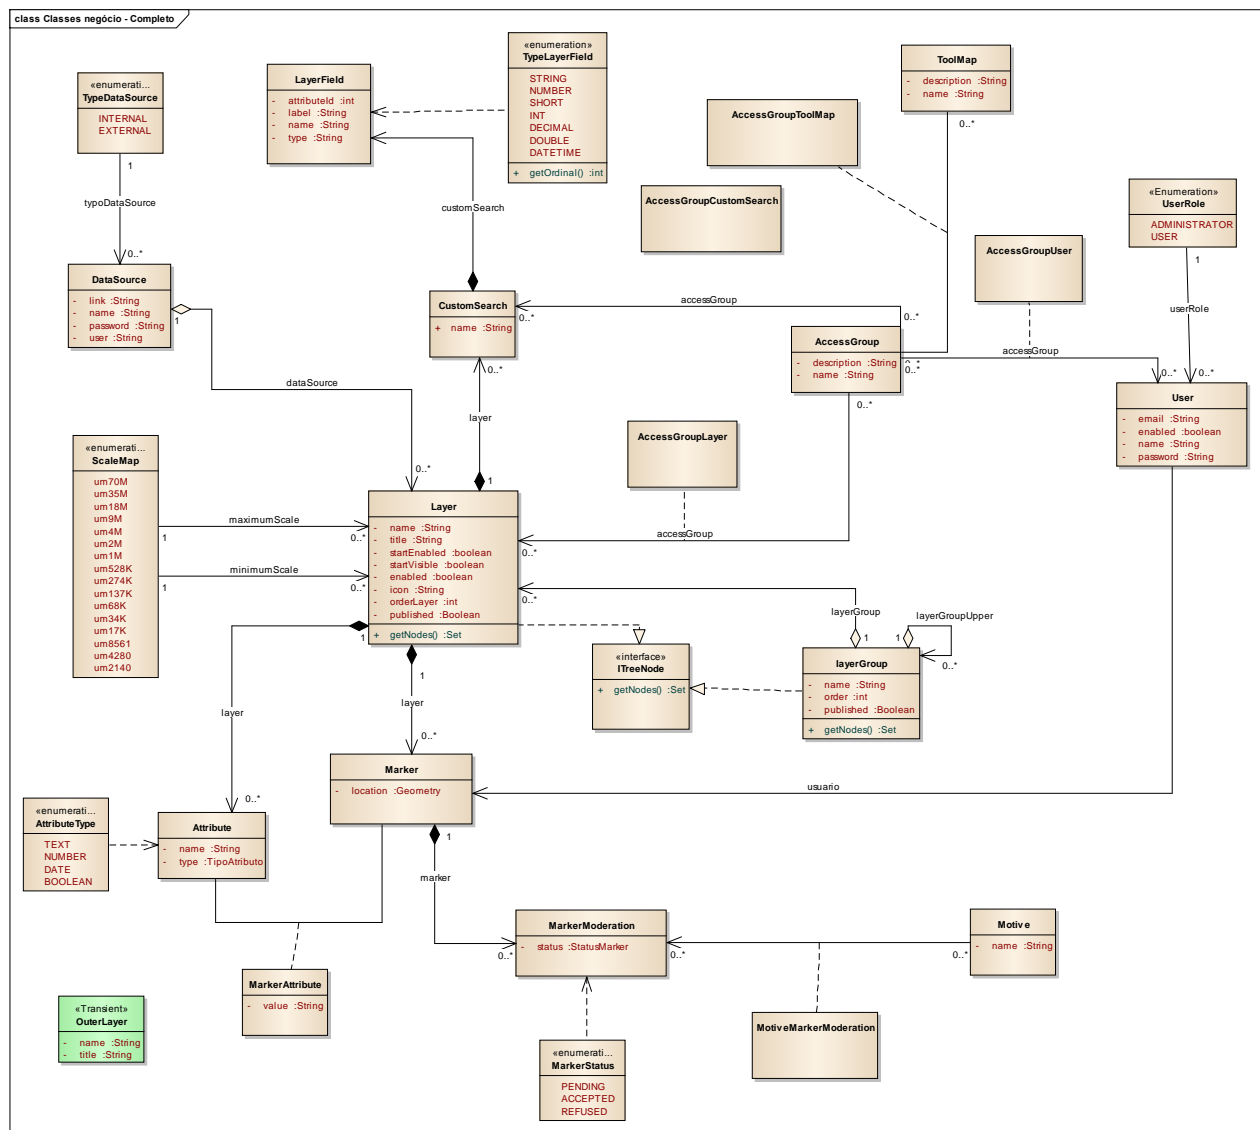 class Classes negócio - Completo
«enumerati...
TypeDataSource
INTERNAL
EXTERNAL
1
typoDataSource
0..*
LayerField
- attributeId :int
- label :String
- name :String
- type :String
«enumeration»
TypeLayerField
STRING
NUMBER
SHORT
INT
DECIMAL
DOUBLE
DATETIME
+ getOrdinal() :int
customSearch
ToolMap
- description :String
- name :String
0..*
AccessGroupToolMap
AccessGroupCustomSearch
AccessGroupUser
«Enumeration»
UserRole
ADMINISTRATOR
USER
1
userRole
0..*
DataSource
- link :String
- name :String
- password :String
- user :String
1
dataSource
0..*
CustomSearch
+ name :String
0..*
accessGroup
0..*
0..*
layer
1
AccessGroup
- description :String
- name :String
0..*
0..*
0..*
accessGroup
0..*
User
- email :String
- enabled :boolean
- name :String
- password :String
AccessGroupLayer
accessGroup
0..*
«enumerati...
ScaleMap
um70M
um35M
um18M
um9M
um4M
um2M
um1M
um528K
um274K
um137K
um68K
um34K
um17K
um8561
um4280
um2140
maximumScale
1
0..*
minimumScale
1
0..*
Layer
- name :String
- title :String
- startEnabled :boolean
- startVisible :boolean
- enabled :boolean
- icon :String
- orderLayer :int
- published :Boolean
+ getNodes() :Set
0..*
layerGroup
1
layerGroupUpper
1
0..*
«interface»
ITreeNode
+ getNodes() :Set
layerGroup
- name :String
- order :int
- published :Boolean
+ getNodes() :Set
1
layer
0..*
1
layer
0..*
Marker
- location :Geometry
usuario
«enumerati...
AttributeType
TEXT
NUMBER
DATE
BOOLEAN
Attribute
- name :String
- type :TipoAtributo
1
marker
0..*
MarkerModeration
- status :StatusMarker
0..*
0..*
Motive
- name :String
MarkerAttribute
- value :String
MotiveMarkerModeration
«Transient»
OuterLayer
- name :String
- title :String
«enumerati...
MarkerStatus
PENDING
ACCEPTED
REFUSED